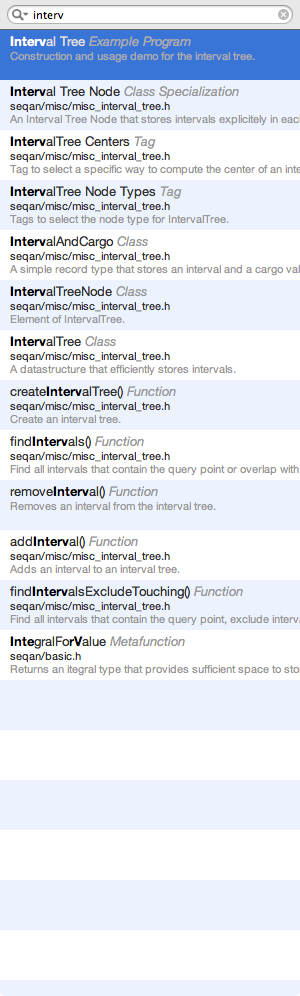 interv
Interval Tree Example Program
Construction and usage demo for the interval tree.
Interval Tree Node Class Specialization
seqan/misc/misc_interval_tree.h
An Interval Tree Node that stores intervals explicitely in eac
IntervalTree Centers Tag
seqan/misc/misc_interval_tree.h
Tag to select a specific way to compute the center of an inte
IntervalTree Node Types Tag
seqan/misc/misc_interval_tree.h
Tags to select the node type for IntervalTree.
IntervalAndCargo Class
seqan/misc/misc_interval_tree.h
A simple record type that stores an interval and a cargo val
IntervalTreeNode Class
seqan/misc/misc_interval_tree.h
Element of IntervalTree.
IntervalTree Class
seqan/misc/misc_interval_tree.h
A datastructure that efficiently stores intervals.
createIntervalTree() Function
seqan/misc/misc_interval_tree.h
Create an interval tree.
findIntervals() Function
seqan/misc/misc_interval_tree.h
Find all intervals that contain the query point or overlap with
removeInterval() Function
Removes an interval from the interval tree.
addInterval() Function
seqan/misc/misc_interval_tree.h
Adds an interval to an interval tree.
findIntervalsExcludeTouching() Function
seqan/misc/misc_interval_tree.h
Find all intervals that contain the query point, exclude interv
IntegralForValue Metafunction
seqan/basic.h
Returns an itegral type that provides sufficient space to sto